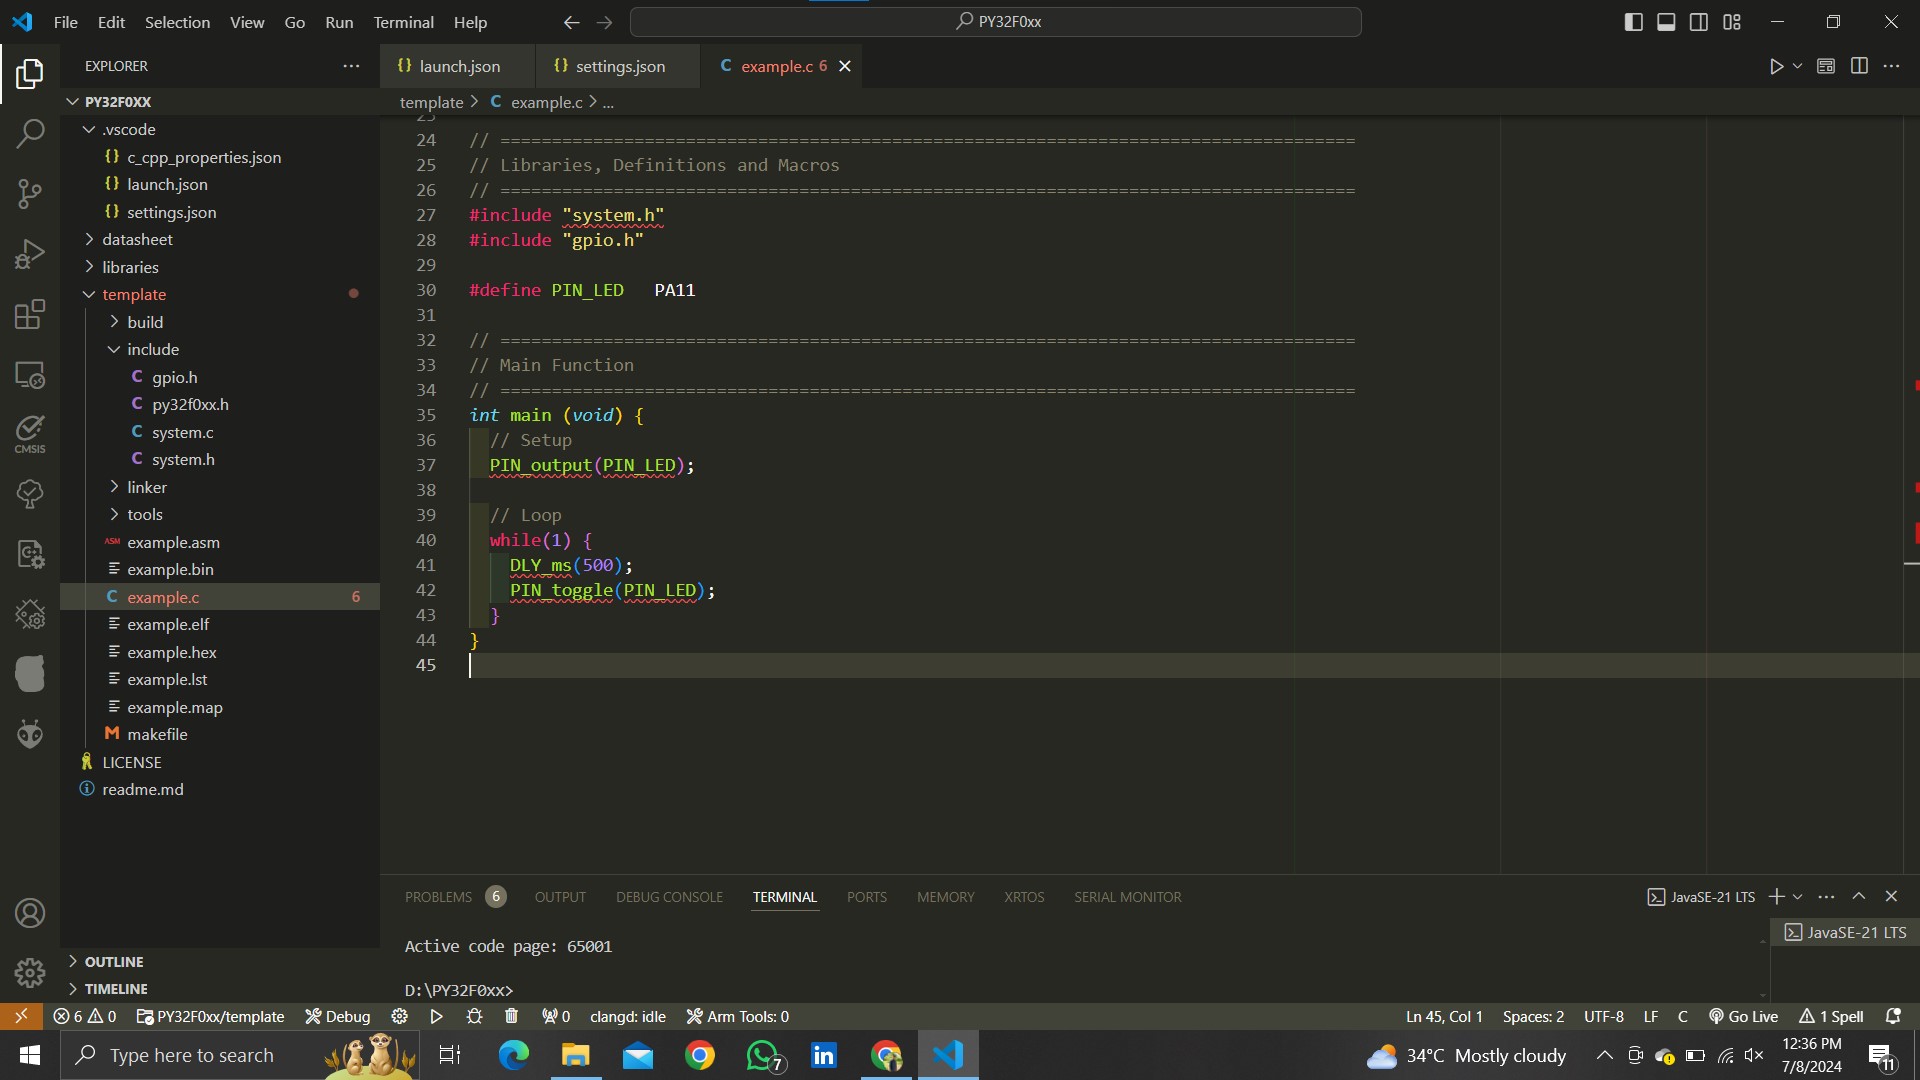 File Edit Selection View Go Run Terminal Help
PY32F0xx
EXPLORER
launch.json
settings.json
C example.c 6
PY32F0XX
.vscode
{} c_cpp_properties.json
{} launch.json
{} settings.json
datasheet
libraries
template
build
include
C gpio.h
C py32f0xx.h
C system.c
C system.h
linker
tools
ASM example.asm
example.bin
C example.c 6
example.elf
example.hex
example.lst
example.map
M makefile
LICENSE
readme.md
OUTLINE
TIMELINE
CMSIS
template > C example.c > ...
23
24 // ===================================================================================
25 // Libraries, Definitions and Macros
26 // ===================================================================================
27 #include "system.h"
28 #include "gpio.h"
29
30 #define PIN_LED PA11
31
32 // ===================================================================================
33 // Main Function
34 // ===================================================================================
35 int main (void) {
36 // Setup
37 PIN_output(PIN_LED);
38
39 // Loop
40 while(1) {
41 DLY_ms(500);
42 PIN_toggle(PIN_LED);
43 }
44 }
45
PROBLEMS 6 OUTPUT DEBUG CONSOLE TERMINAL PORTS MEMORY XRTOS SERIAL MONITOR
JavaSE-21 LTS
JavaSE-21 LTS
Active code page: 65001
D:\PY32F0xx>
6 0 PY32F0xx/template Debug 0 clangd: idle Arm Tools: 0
Ln 45, Col 1 Spaces: 2 UTF-8 LF C Go Live 1 Spell
Type here to search
7
in
34°C Mostly cloudy
12:36 PM
7/8/2024
11